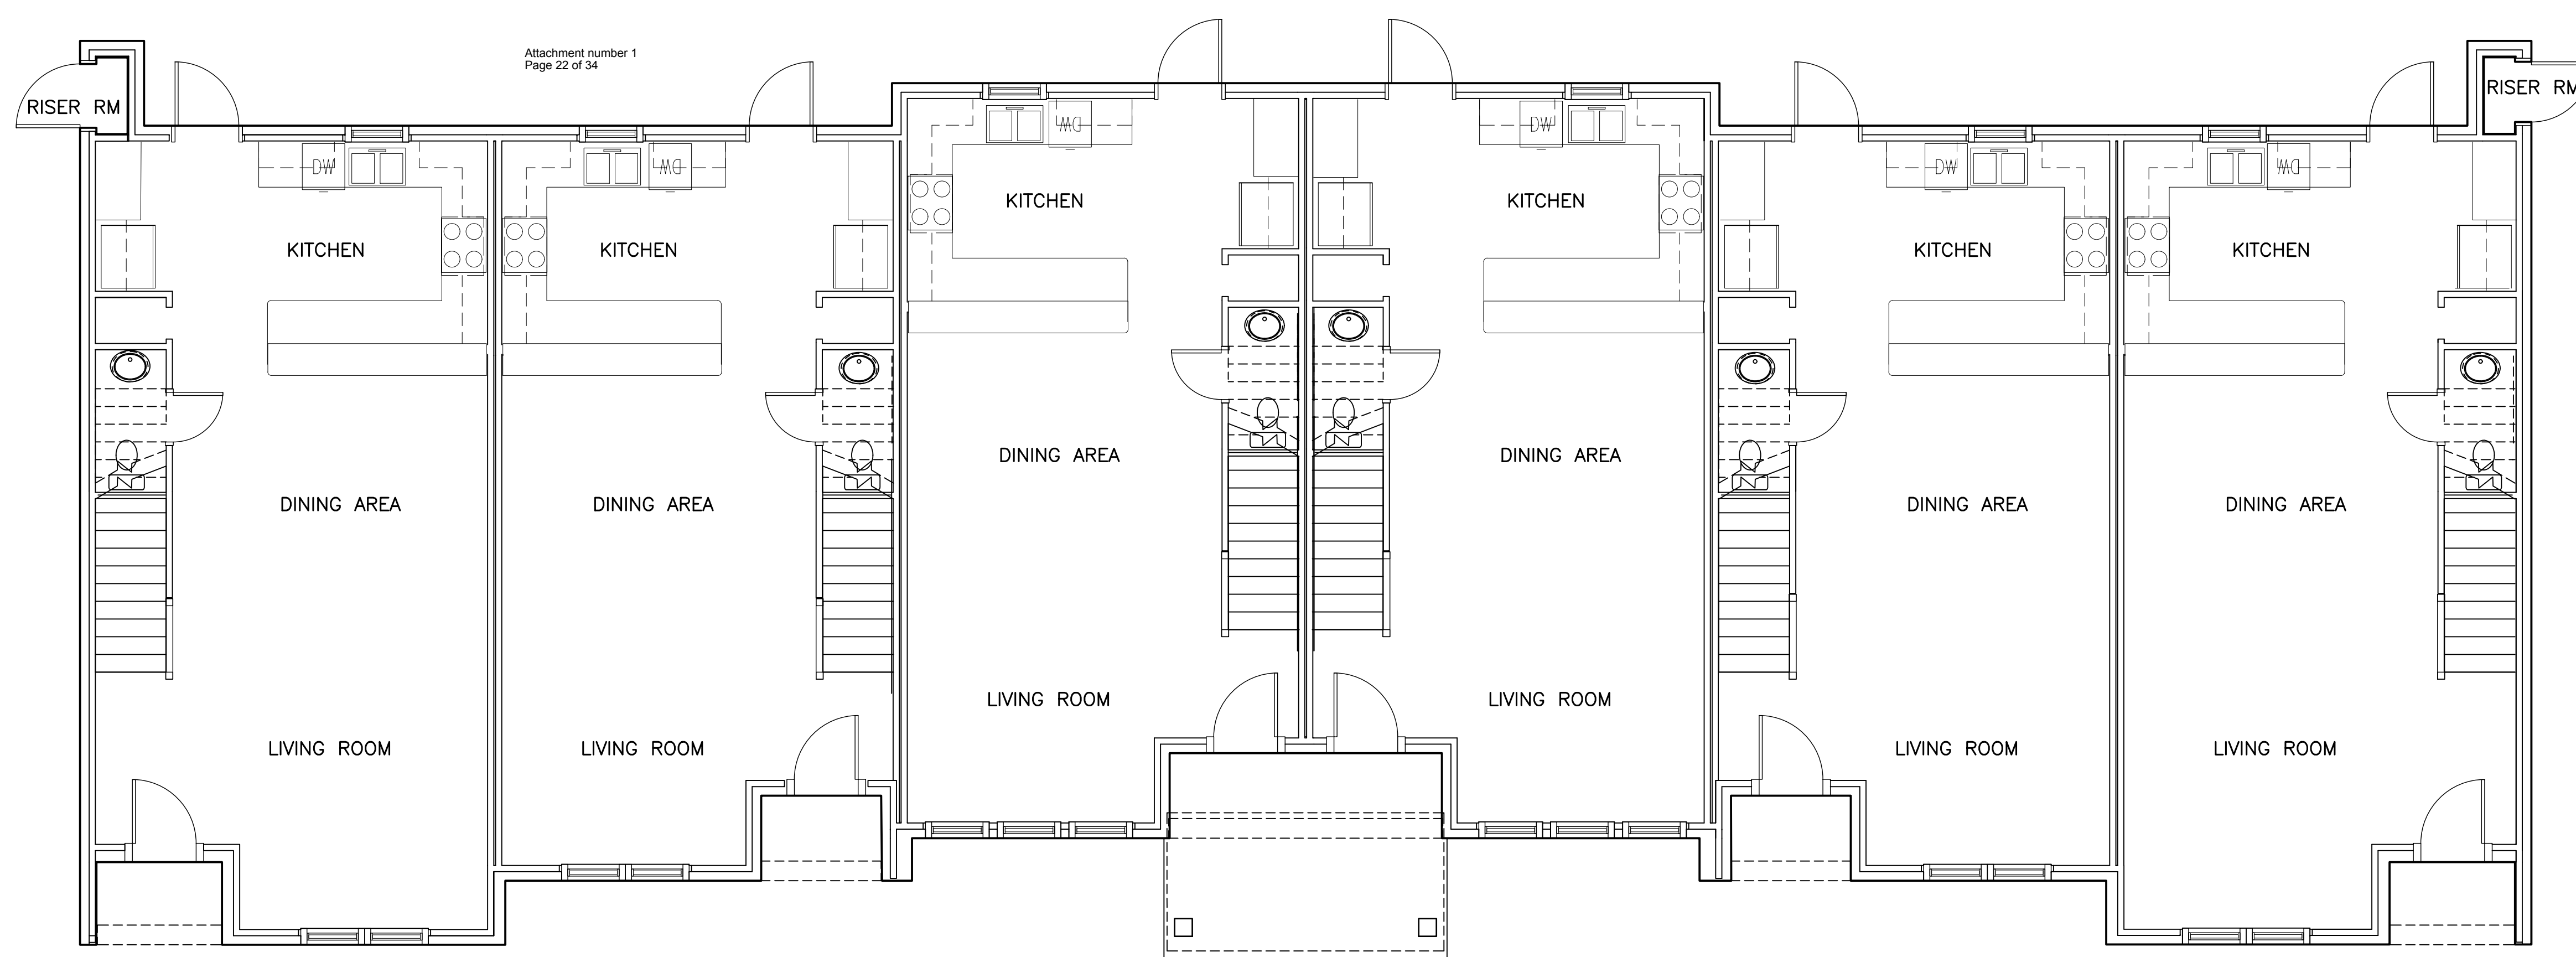 Attachment number 1
Page 22 of 34
RISER RM
RISER RM
DW
DW
DW
DW
DW
DW
KITCHEN
KITCHEN
KITCHEN
KITCHEN
KITCHEN
KITCHEN
DINING AREA
DINING AREA
DINING AREA
DINING AREA
DINING AREA
DINING AREA
LIVING ROOM
LIVING ROOM
LIVING ROOM
LIVING ROOM
LIVING ROOM
LIVING ROOM